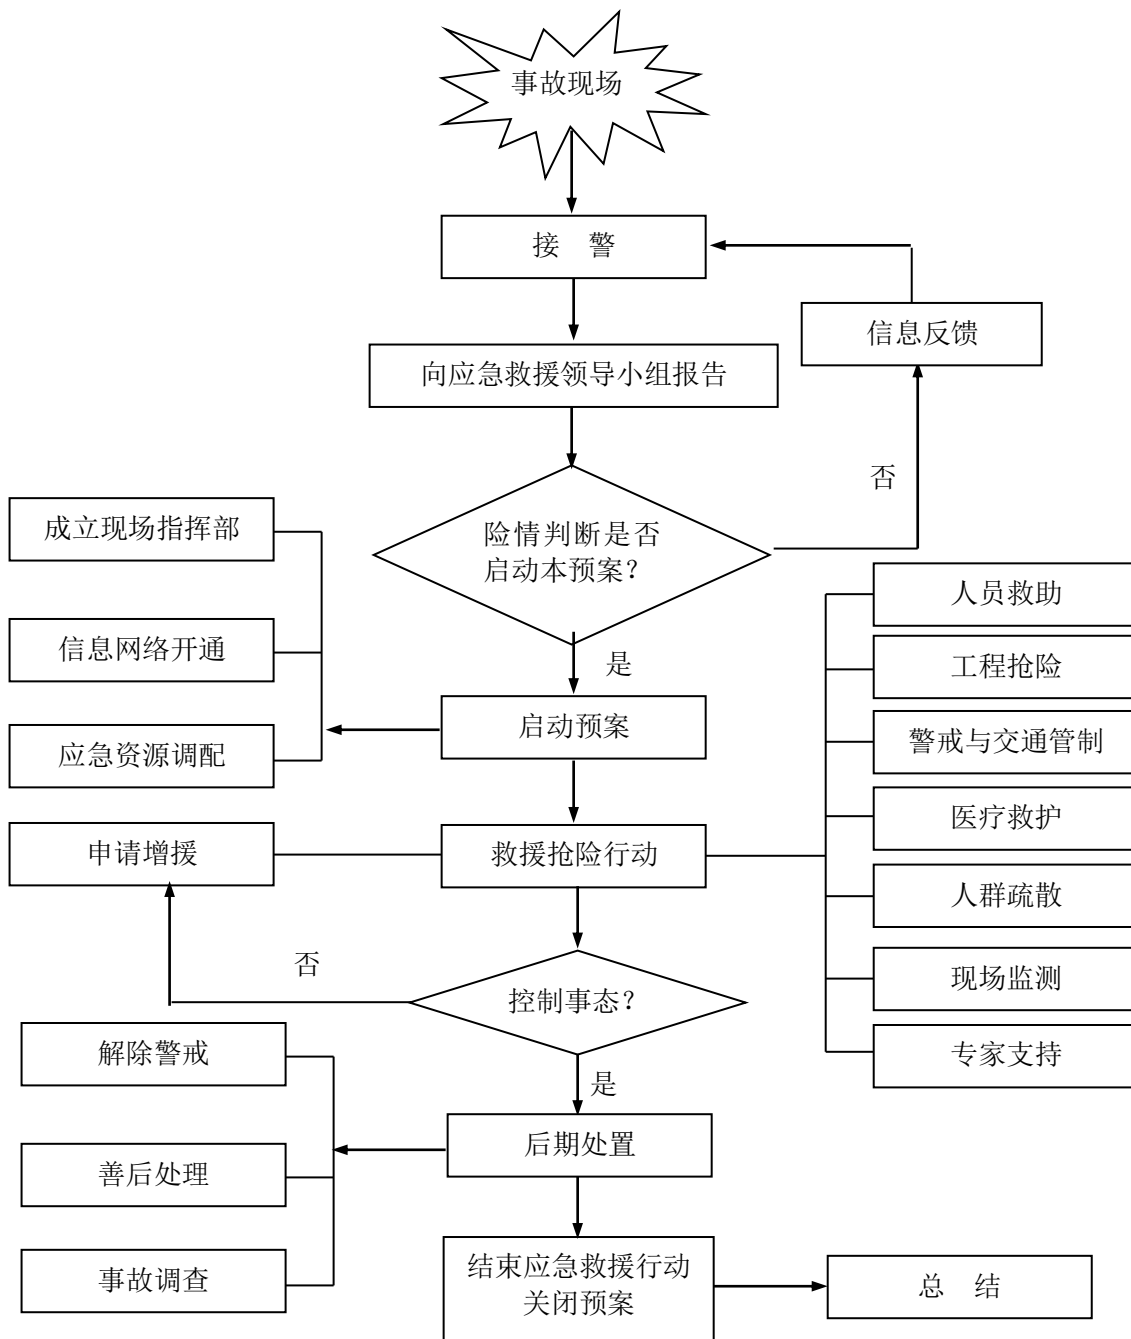 事故现场
接 警
信息反馈
向应急救援领导小组报告
否
险情判断是否
启动本预案？
成立现场指挥部
信息网络开通
应急资源调配
是
启动预案
人员救助
工程抢险
警戒与交通管制
医疗救护
人群疏散
现场监测
专家支持
申请增援
救援抢险行动
否
控制事态？
是
解除警戒
善后处理
事故调查
后期处置
结束应急救援行动
关闭预案
总 结